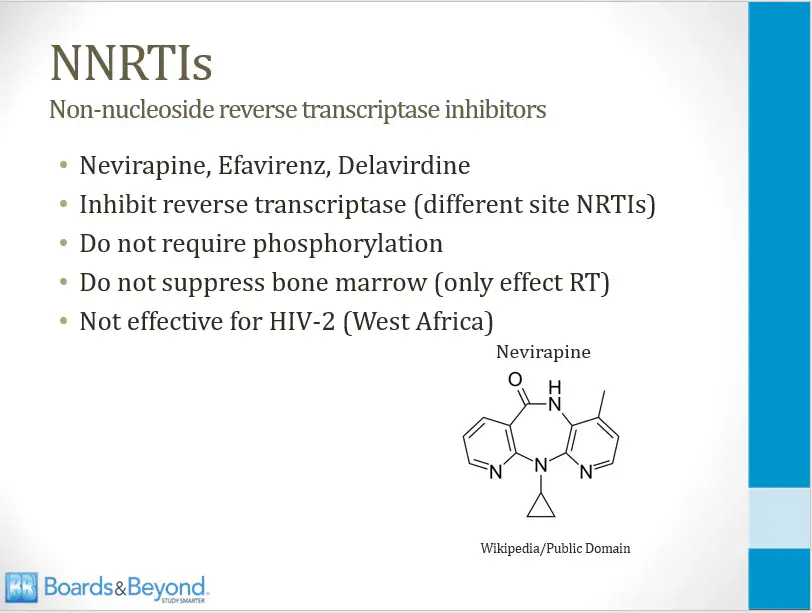 NNRTIs
Non-nucleoside reverse transcriptase inhibitors
• Nevirapine, Efavirenz, Delavirdine
• Inhibit reverse transcriptase (different site NRTIs)
• Do not require phosphorylation
• Do not suppress bone marrow (only effect RT)
• Not effective for HIV-2 (West Africa)
Nevirapine
O
H
N
N
N
N
Wikipedia/Public Domain
BB Boards&Beyond.
STUDY SMARTER